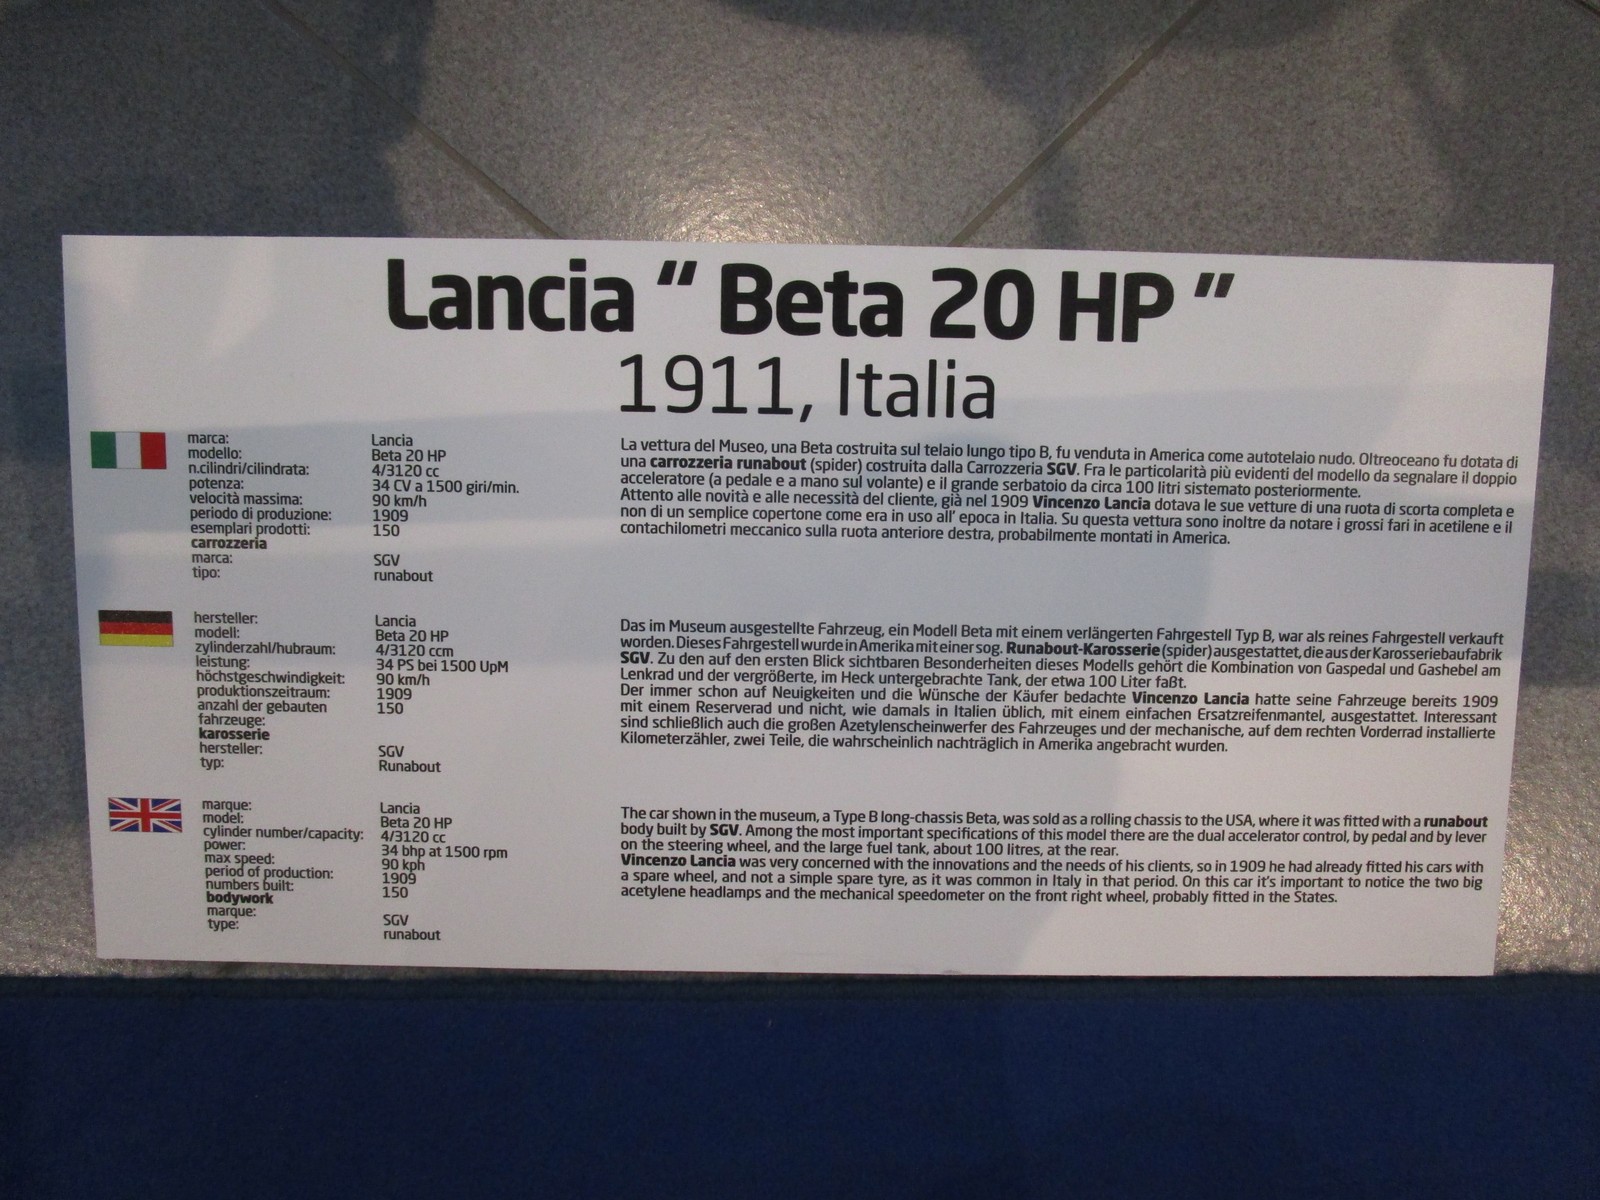 Lancia “ Beta 20 HP ”
1911, Italia
marca: Lancia
modello: Beta 20 HP
n.cilindri/cilindrata: 4/3120 cc
potenza: 34 CV a 1500 giri/min.
velocità massima: 90 km/h
periodo di produzione: 1909
esemplari prodotti: 150
carrozzeria
marca: SGV
tipo: runabout
La vettura del Museo, una Beta costruita sul telaio lungo tipo B, fu venduta in America come autotelaio nudo. Oltreoceano fu dotata di
una carrozzeria runabout (spider) costruita dalla Carrozzeria SGV. Fra le particolarità più evidenti del modello da segnalare il doppio
acceleratore (a pedale e a mano sul volante) e il grande serbatoio da circa 100 litri sistemato posteriormente.
Attento alle novità e alle necessità del cliente, già nel 1909 Vincenzo Lancia dotava le sue vetture di una ruota di scorta completa e
non di un semplice copertone come era in uso all’ epoca in Italia. Su questa vettura sono inoltre da notare i grossi fari in acetilene e il
contachilometri meccanico sulla ruota anteriore destra, probabilmente montati in America.
hersteller: Lancia
modell: Beta 20 HP
zylinderzahl/hubraum: 4/3120 ccm
leistung: 34 PS bei 1500 UpM
höchstgeschwindigkeit: 90 km/h
produktionszeitraum: 1909
anzahl der gebauten 150
fahrzeuge:
karosserie
hersteller: SGV
typ: Runabout
Das im Museum ausgestellte Fahrzeug, ein Modell Beta mit einem verlängerten Fahrgestell Typ B, war als reines Fahrgestell verkauft
worden. Dieses Fahrgestell wurde in Amerika mit einer sog. Runabout-Karosserie (spider) ausgestattet, die aus der Karosseriebaufabrik
SGV. Zu den auf den ersten Blick sichtbaren Besonderheiten dieses Modells gehört die Kombination von Gaspedal und Gashebel am
Lenkrad und der vergrößerte, im Heck untergebrachte Tank, der etwa 100 Liter faßt.
Der immer schon auf Neuigkeiten und die Wünsche der Käufer bedachte Vincenzo Lancia hatte seine Fahrzeuge bereits 1909
mit einem Reserverad und nicht, wie damals in Italien üblich, mit einem einfachen Ersatzreifenmantel, ausgestattet. Interessant
sind schließlich auch die großen Azetylenscheinwerfer des Fahrzeuges und der mechanische, auf dem rechten Vorderrad installierte
Kilometerzähler, zwei Teile, die wahrscheinlich nachträglich in Amerika angebracht wurden.
marque: Lancia
model: Beta 20 HP
cylinder number/capacity: 4/3120 cc
power: 34 bhp at 1500 rpm
max speed: 90 kph
period of production: 1909
numbers built: 150
bodywork
marque: SGV
type: runabout
The car shown in the museum, a Type B long-chassis Beta, was sold as a rolling chassis to the USA, where it was fitted with a runabout
body built by SGV. Among the most important specifications of this model there are the dual accelerator control, by pedal and by lever
on the steering wheel, and the large fuel tank, about 100 litres, at the rear.
Vincenzo Lancia was very concerned with the innovations and the needs of his clients, so in 1909 he had already fitted his cars with
a spare wheel, and not a simple spare tyre, as it was common in Italy in that period. On this car it's important to notice the two big
acetylene headlamps and the mechanical speedometer on the front right wheel, probably fitted in the States.